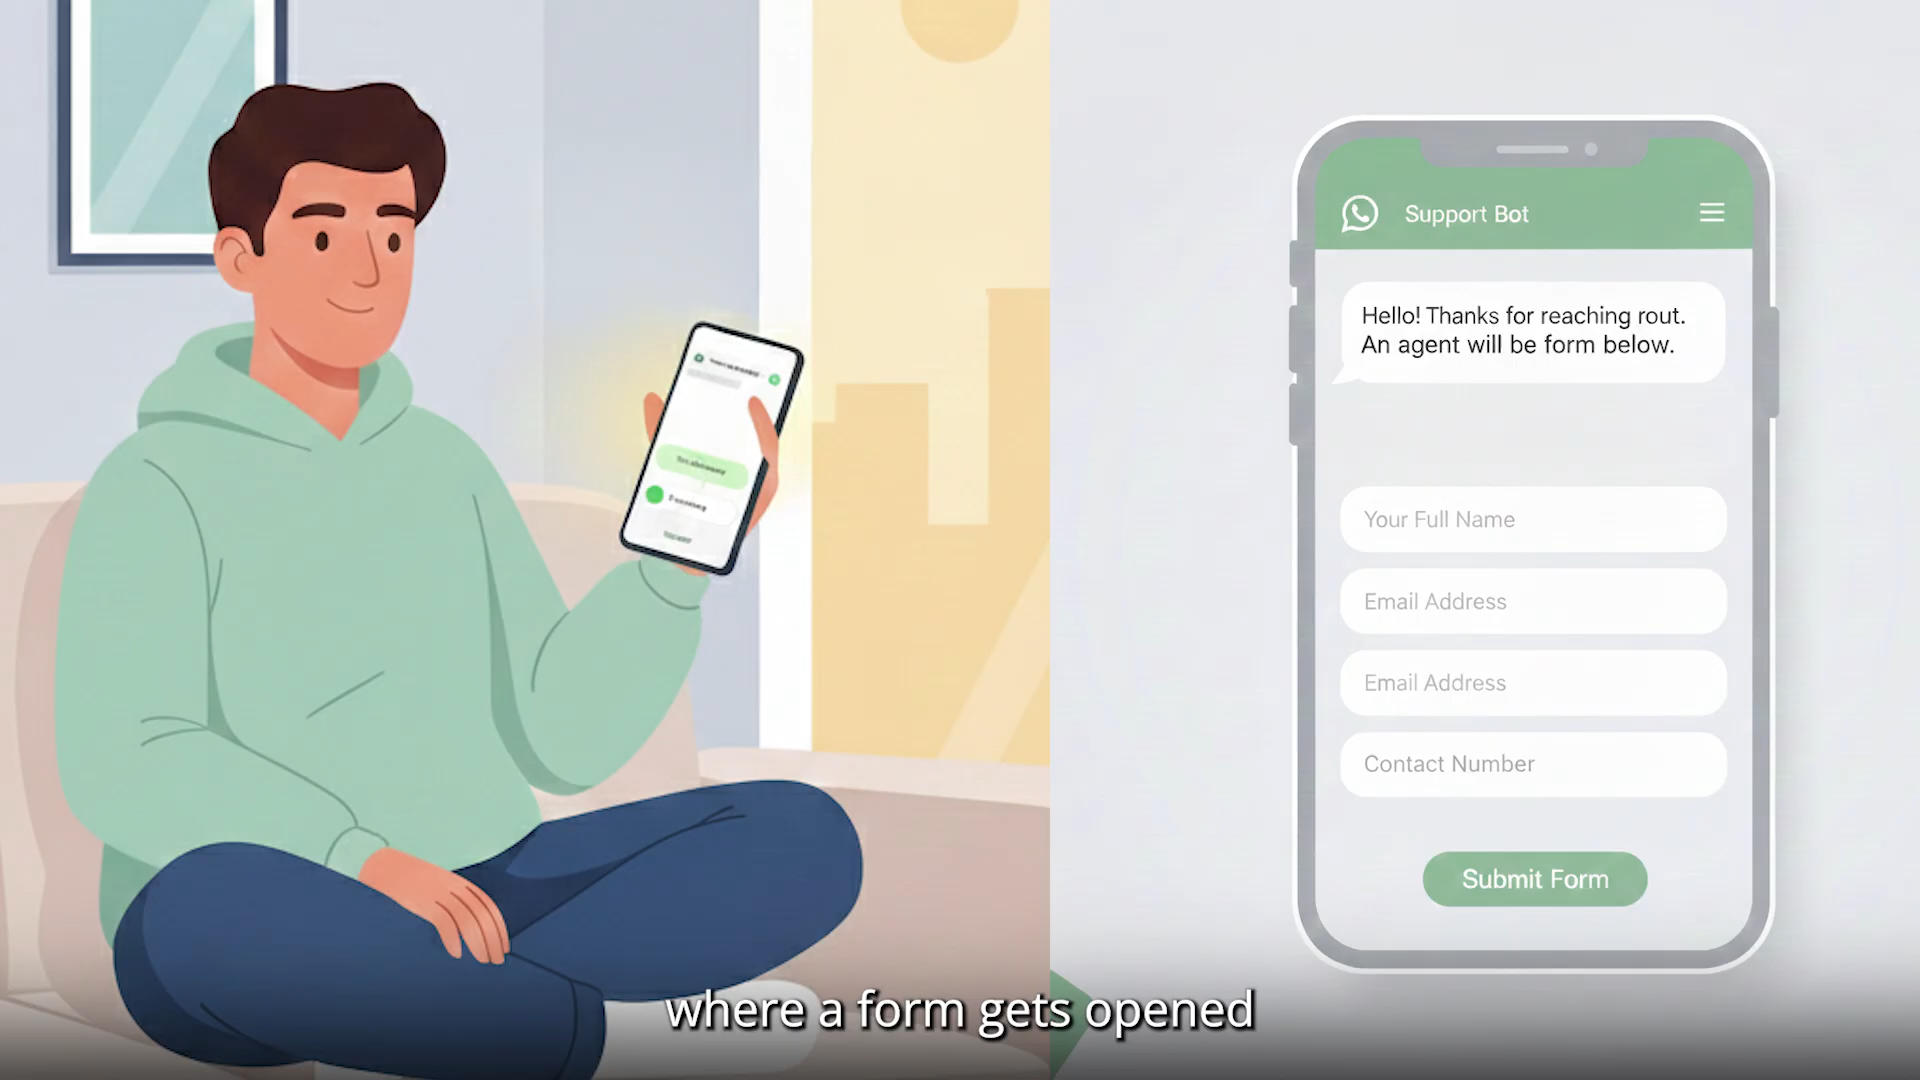 Support Bot
Hello! Thanks for reaching rout.
An agent will be form below.
Your Full Name
Email Address
Email Address
Contact Number
Submit Form
where a form gets opened